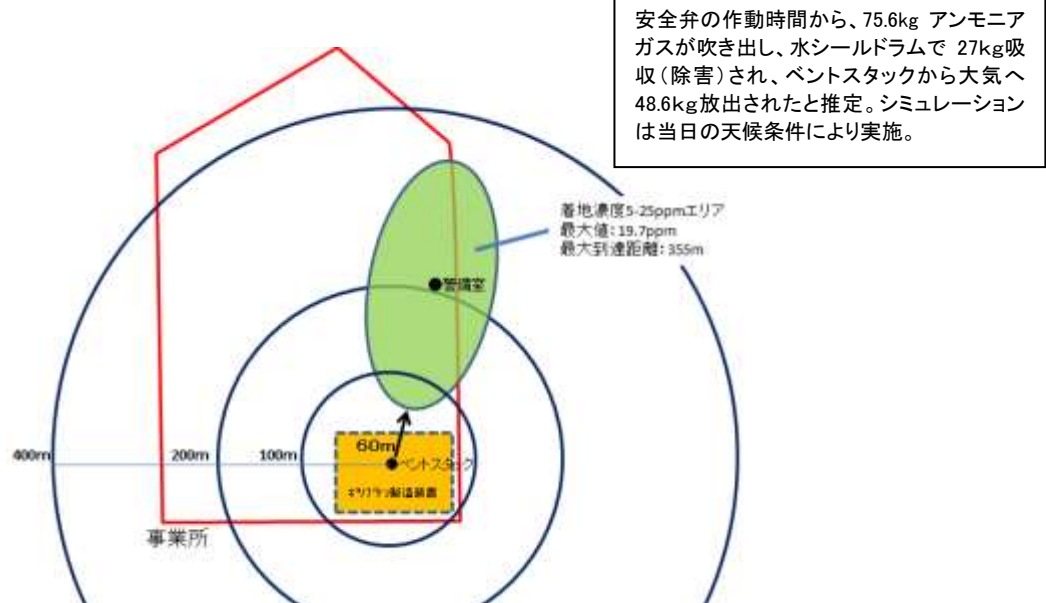 安全弁の作動時間から、75.6kg アンモニア
ガスが吹き出し、水シールドラムで 27kg吸
収(除害)され、ベントスタックから大気へ
48.6kg放出されたと推定。シミュレーション
は当日の天候条件により実施。
着地濃度5-25ppmエリア
最大値:19.7ppm
最大到達距離:355m
警備室
400m
200m
100m
60m
ベントスタック
製造装置
事業所